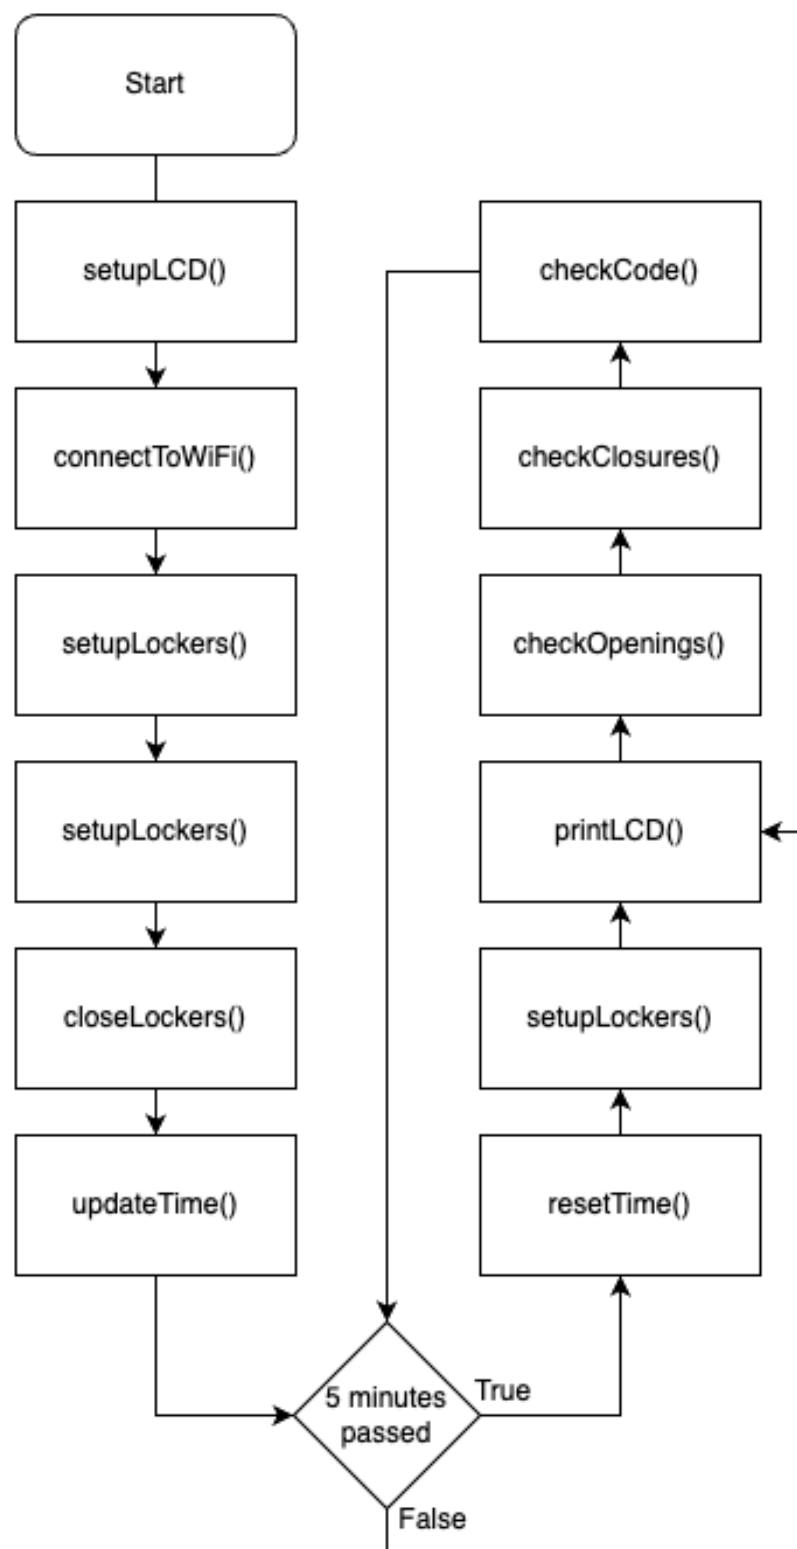 Start
setupLCD()
connectToWiFi()
setupLockers()
setupLockers()
closeLockers()
updateTime()
5 minutes
passed
True
False
resetTime()
setupLockers()
printLCD()
checkOpenings()
checkClosures()
checkCode()